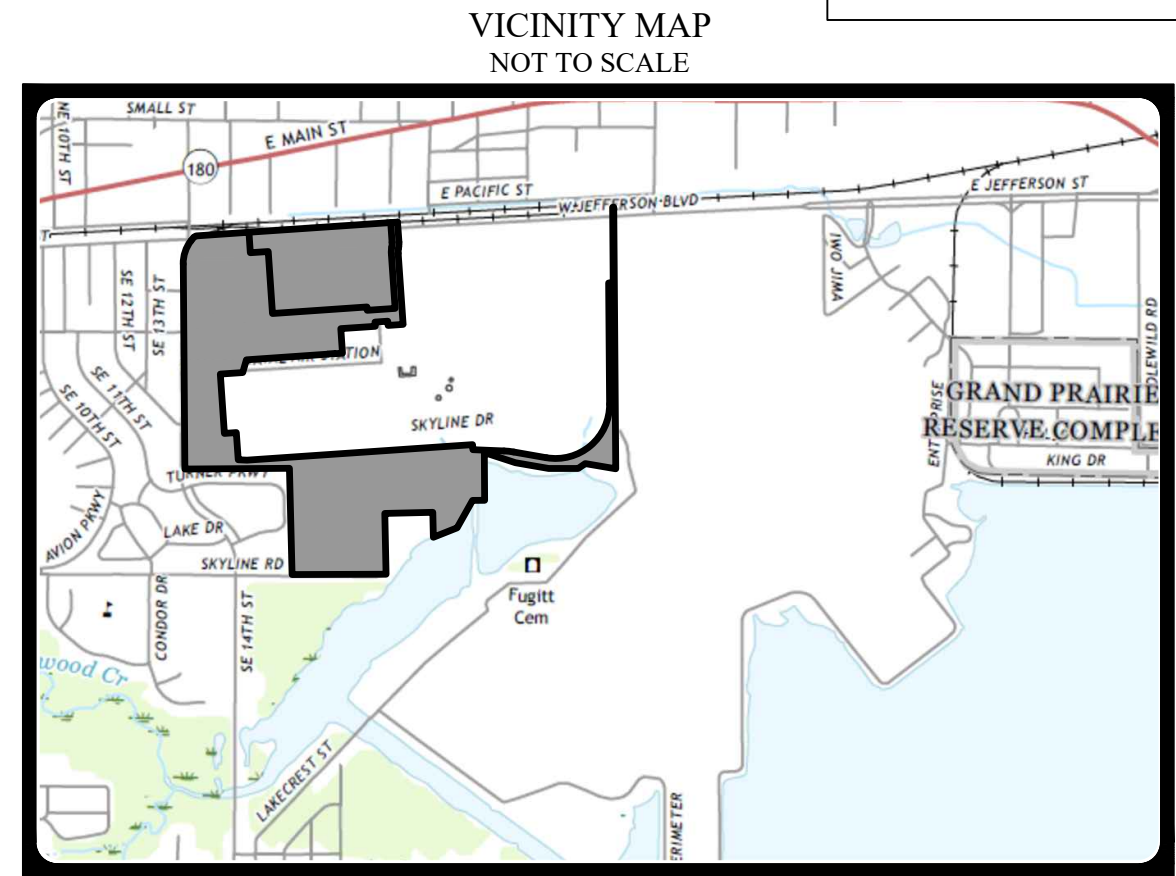 VICINITY MAP
NOT TO SCALE
NE 10TH ST
SMALL ST
E MAIN ST
180
E PACIFIC ST
W JEFFERSON BLVD
E JEFFERSON ST
T
SE 12TH ST
SE 13TH ST
IWO JIMA
STATION
SE 11TH ST
SE 10TH ST
SKYLINE DR
ENTERPRISE
GRAND PRAIRIE
RESERVE COMPLE
KING DR
DLEWILD RD
TURNER PKWY
AVION PKWY
LAKE DR
SKYLINE RD
CONDOR DR
SE 14TH ST
Fugitt
Cem
wood Cr
LAKECREST ST
ERIMETER